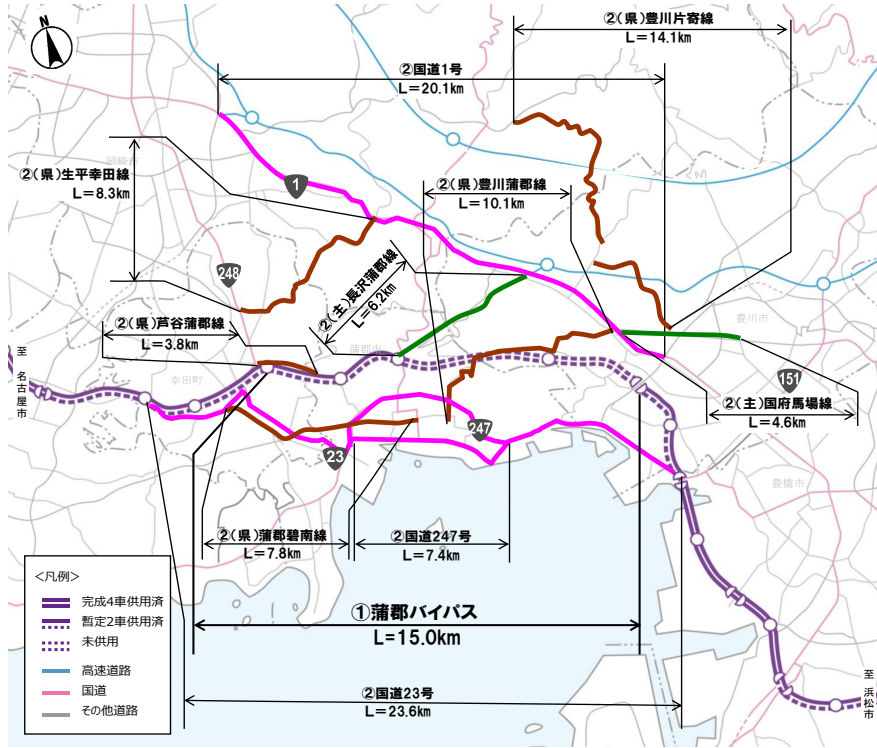 N
②(県)豊川片寄線
L=14.1km
②国道1号
L=20.1km
岡崎市
②(県)生平幸田線
L=8.3km
1
②(県)豊川蒲郡線
L=10.1km
248
②(主)長沢蒲郡線
L=6.2km
②(県)芦谷蒲郡線
L=3.8km
豊川市
蒲郡市
至 名古屋市
幸田町
151
②(主)国府馬場線
L=4.6km
247
23
豊橋市
②(県)蒲郡碧南線
L=7.8km
②国道247号
L=7.4km
<凡例>
完成4車供用済
暫定2車供用済
未供用
高速道路
国道
その他道路
①蒲郡バイパス
L=15.0km
②国道23号
L=23.6km
至 浜松市